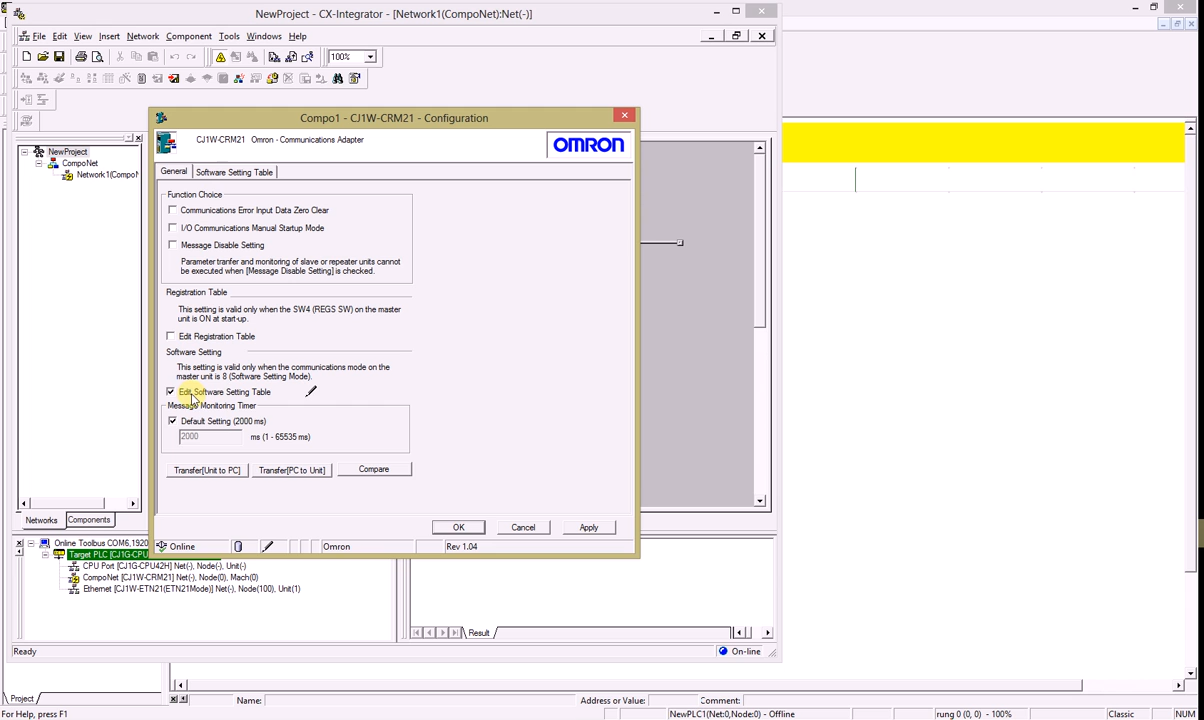 NewProject - CX-Integrator - [Network1(CompoNet):Net(-)]
File Edit View Insert Network Component Tools Windows Help
100%
Compo1 - CJ1W-CRM21 - Configuration
CJ1W-CRM21 Omron - Communications Adapter
OMRON
NewProject
CompoNet
Network1(CompoN
General
Software Setting Table
Function Choice
Communications Error Input Data Zero Clear
I/O Communications Manual Startup Mode
Message Disable Setting
Parameter tranfer and monitoring of slave or repeater units cannot
be executed when [Message Disable Setting] is checked.
Registration Table
This setting is valid only when the SW4 (REGS SW) on the master
unit is ON at start-up.
Edit Registration Table
Software Setting
This setting is valid only when the communications mode on the
master unit is 8 (Software Setting Mode).
Edit Software Setting Table
Message Monitoring Timer
Default Setting (2000 ms)
2000 ms (1 - 65535 ms)
Transfer[Unit to PC] Transfer[PC to Unit] Compare
Networks Components
OK Cancel Apply
Online Omron Rev 1.04
Online Toolbus COM6,1920
Target PLC [CJ1G-CPU
CPU Port [CJ1G-CPU42H] Net(-), Node(-), Unit(-)
CompoNet [CJ1W-CRM21] Net(-), Node(0), Mach(0)
Ethernet [CJ1W-ETN21(ETN21Mode)] Net(-), Node(100), Unit(1)
Result
Ready On-line
Project
Name: Address or Value: Comment:
For Help, press F1 NewPLC1(Net:0,Node:0) - Offline rung 0 (0, 0) - 100% Classic NUM